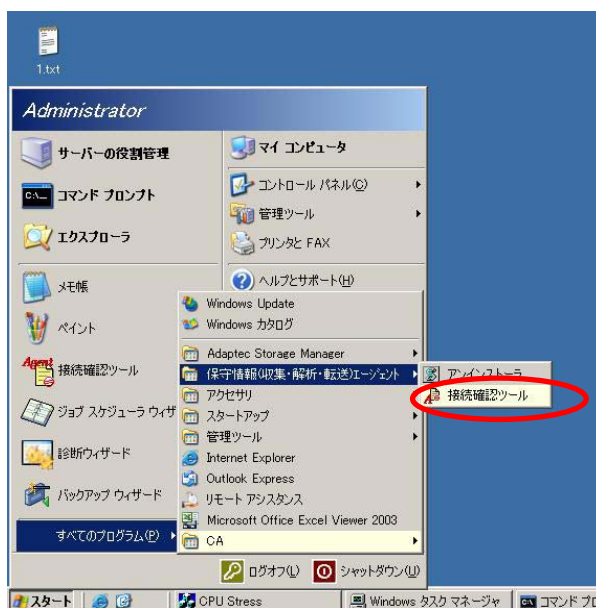 1.txt
Administrator
サーバーの役割管理
コマンド プロンプト
エクスプローラ
メモ帳
ペイント
接続確認ツール
ジョブ スケジューラ ウィザ
診断ウィザード
バックアップ ウィザード
すべてのプログラム(P)
マイ コンピュータ
コントロール パネル(C)
管理ツール
プリンタと FAX
ヘルプとサポート(H)
Windows Update
Windows カタログ
Adaptec Storage Manager
保守情報(収集・解析・転送)エージェント
アクセサリ
スタートアップ
管理ツール
Internet Explorer
Outlook Express
リモート アシスタンス
Microsoft Office Excel Viewer 2003
CA
アンインストーラ
接続確認ツール
ログオフ(L)
シャットダウン(U)
スタート
CPU Stress
Windows タスク マネージャ
コマンド プロ